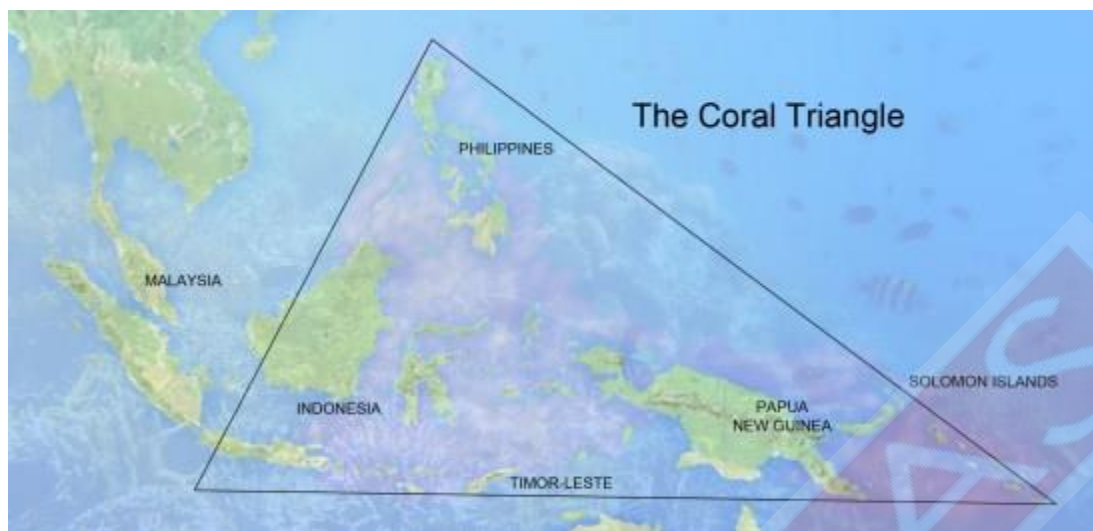 The Coral Triangle
PHILIPPINES
MALAYSIA
SOLOMON ISLANDS
INDONESIA
PAPUA
NEW GUINEA
TIMOR-LESTE